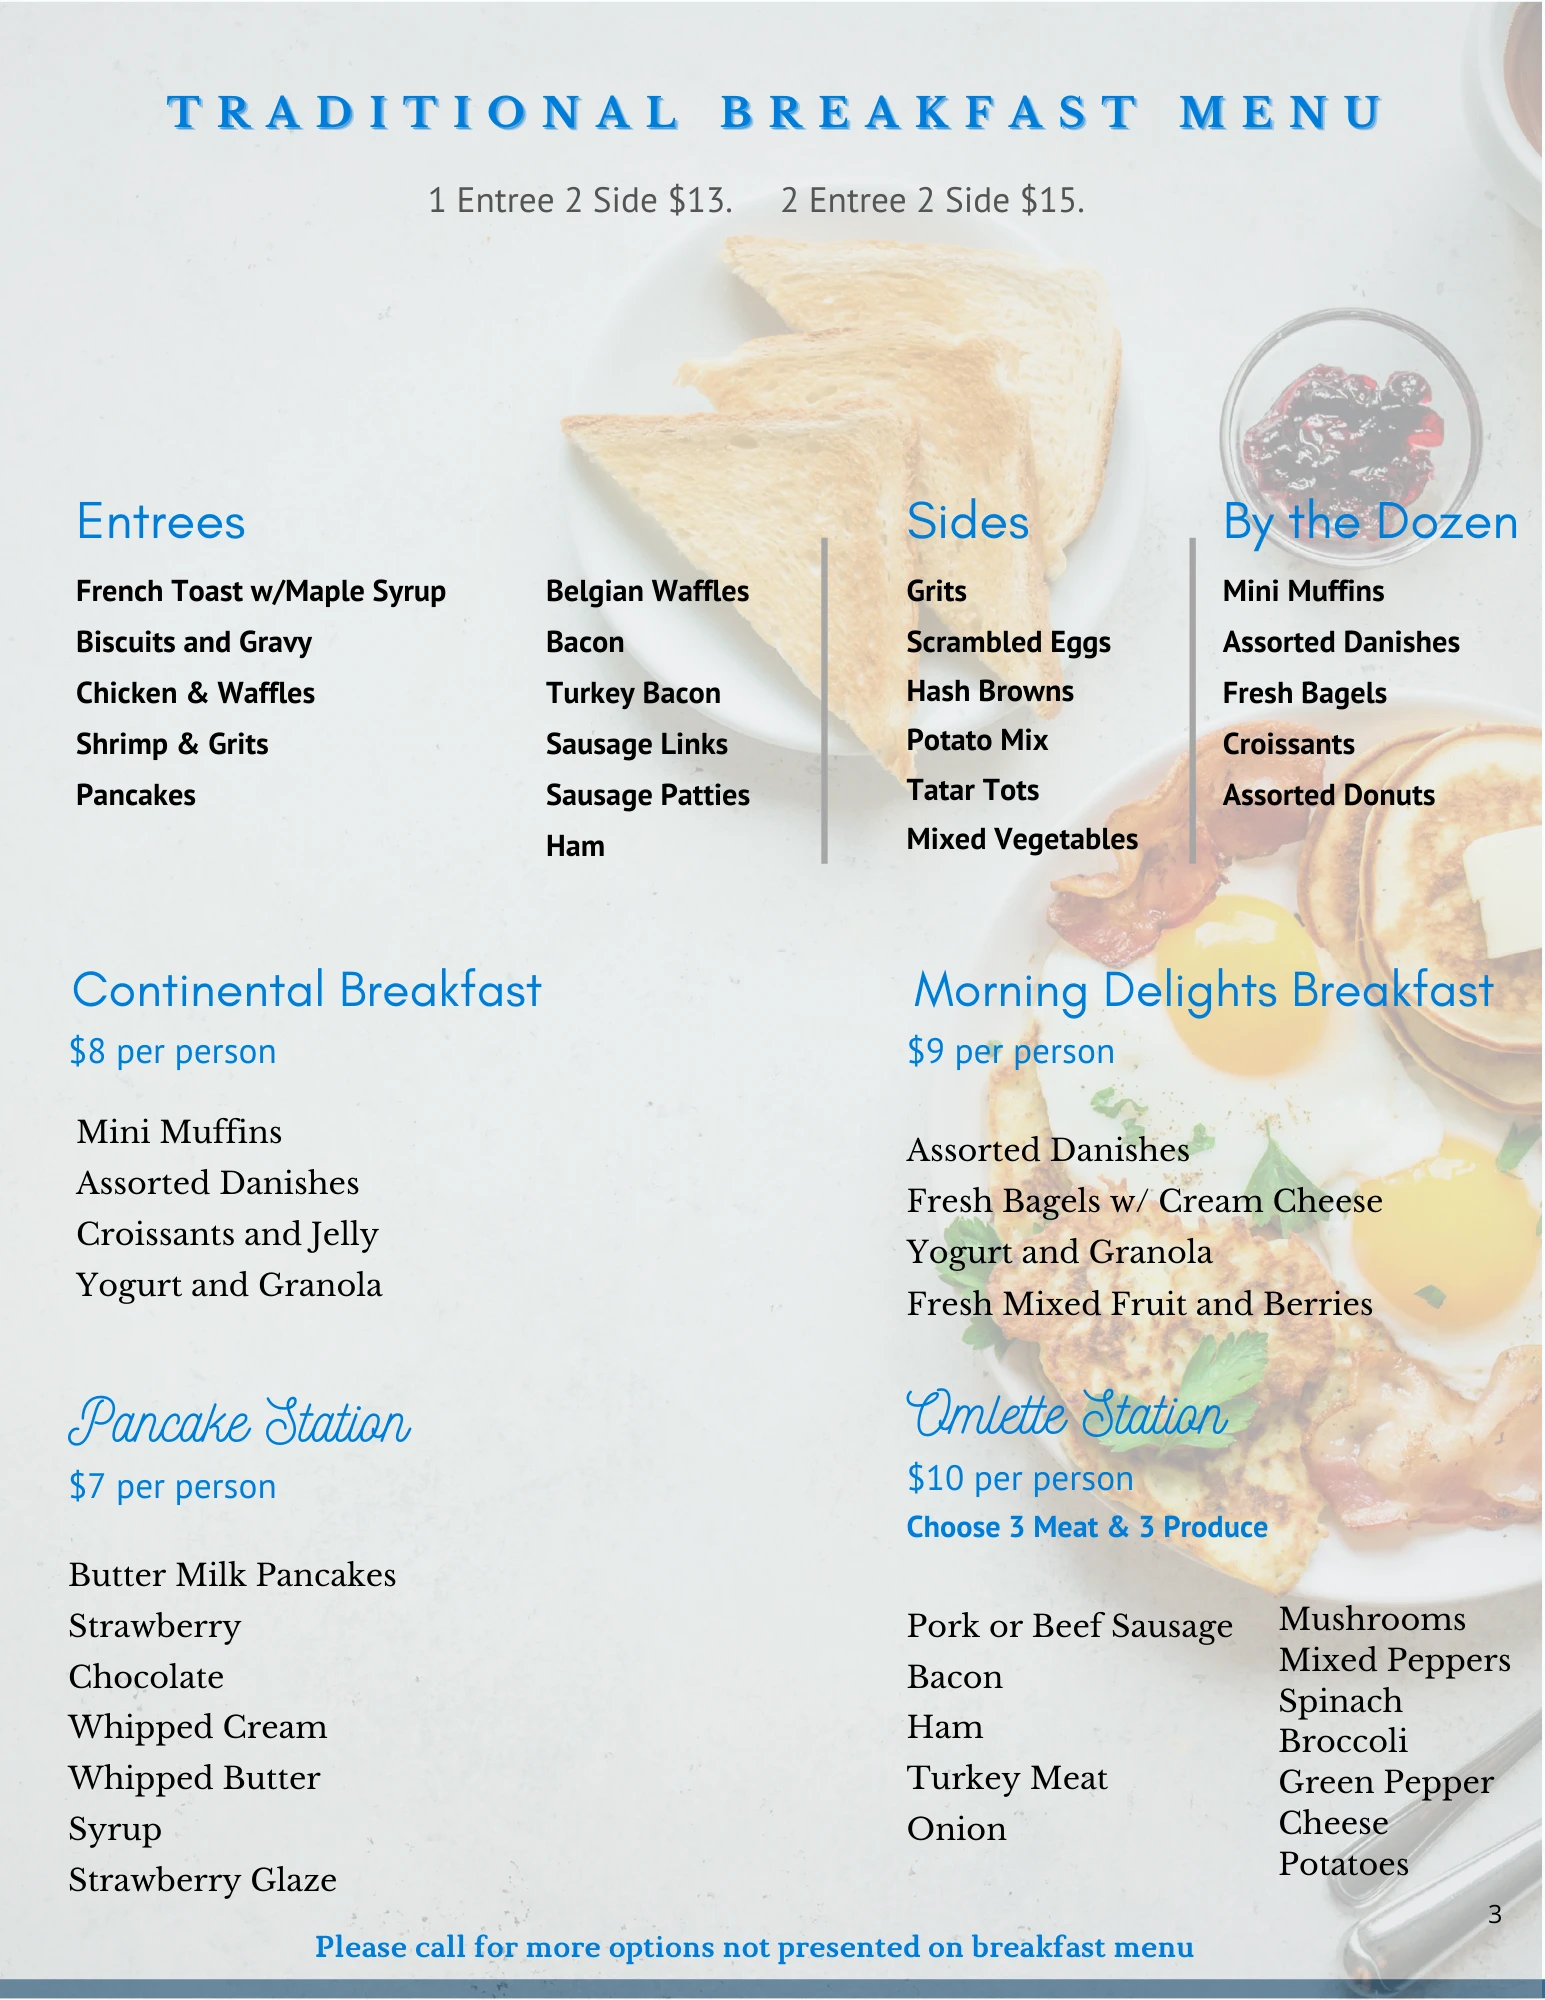 TRADITIONAL BREAKFAST MENU
1 Entree 2 Side $13.    2 Entree 2 Side $15.
Entrees
French Toast w/Maple Syrup
Biscuits and Gravy
Chicken & Waffles
Shrimp & Grits
Pancakes
Belgian Waffles
Bacon
Turkey Bacon
Sausage Links
Sausage Patties
Ham
Sides
Grits
Scrambled Eggs
Hash Browns
Potato Mix
Tatar Tots
Mixed Vegetables
By the Dozen
Mini Muffins
Assorted Danishes
Fresh Bagels
Croissants
Assorted Donuts
Continental Breakfast
$8 per person
Mini Muffins
Assorted Danishes
Croissants and Jelly
Yogurt and Granola
Morning Delights Breakfast
$9 per person
Assorted Danishes
Fresh Bagels w/ Cream Cheese
Yogurt and Granola
Fresh Mixed Fruit and Berries
Pancake Station
$7 per person
Butter Milk Pancakes
Strawberry
Chocolate
Whipped Cream
Whipped Butter
Syrup
Strawberry Glaze
Omlette Station
$10 per person
Choose 3 Meat & 3 Produce
Pork or Beef Sausage
Bacon
Ham
Turkey Meat
Onion
Mushrooms
Mixed Peppers
Spinach
Broccoli
Green Pepper
Cheese
Potatoes
3
Please call for more options not presented on breakfast menu